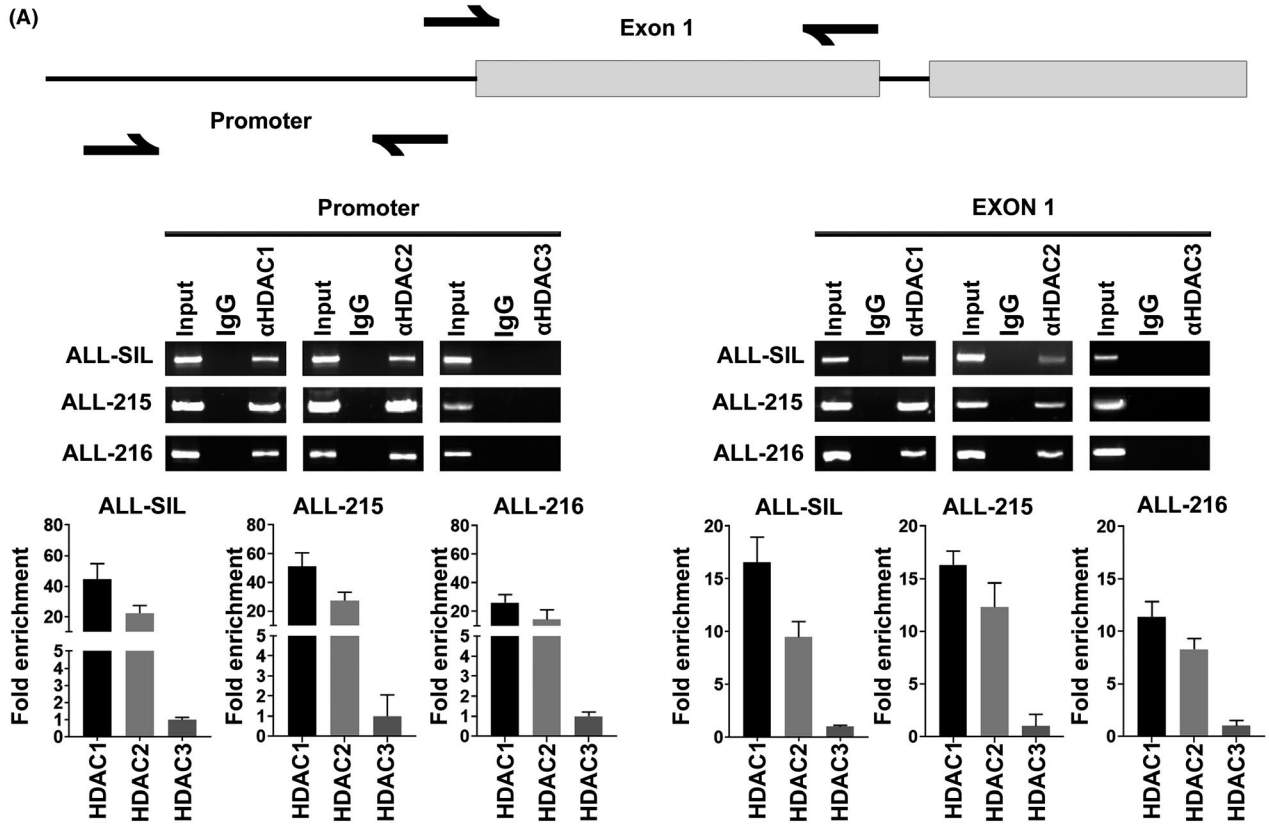 (A)
Exon 1
Promoter
Promoter
Input IgG αHDAC1 Input IgG αHDAC2 Input IgG αHDAC3
ALL-SIL
ALL-215
ALL-216
EXON 1
Input IgG αHDAC1 Input IgG αHDAC2 Input IgG αHDAC3
ALL-SIL
ALL-215
ALL-216
ALL-SIL
Fold enrichment
80
60
40
20
5
4
3
2
1
0
HDAC1 HDAC2 HDAC3
ALL-215
Fold enrichment
80
60
40
20
5
4
3
2
1
0
HDAC1 HDAC2 HDAC3
ALL-216
Fold enrichment
80
60
40
20
5
4
3
2
1
0
HDAC1 HDAC2 HDAC3
ALL-SIL
Fold enrichment
20
15
10
5
0
HDAC1 HDAC2 HDAC3
ALL-215
Fold enrichment
20
15
10
5
0
HDAC1 HDAC2 HDAC3
ALL-216
Fold enrichment
20
15
10
5
0
HDAC1 HDAC2 HDAC3